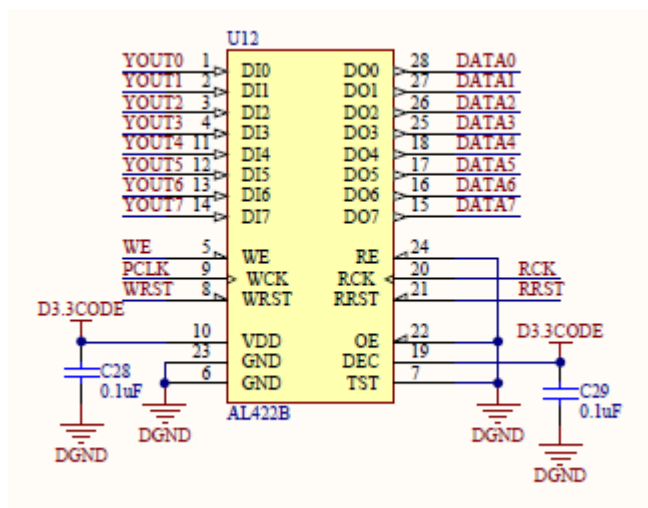 U12
YOUT0 1 DI0 DO0 28 DATA0
YOUT1 2 DI1 DO1 27 DATA1
YOUT2 3 DI2 DO2 26 DATA2
YOUT3 4 DI3 DO3 25 DATA3
YOUT4 11 DI4 DO4 18 DATA4
YOUT5 12 DI5 DO5 17 DATA5
YOUT6 13 DI6 DO6 16 DATA6
YOUT7 14 DI7 DO7 15 DATA7
WE 5 WE RE 24
PCLK 9 WCK RCK 20 RCK
WRST 8 WRST RRST 21 RRST
D3.3CODE
10 VDD OE 22 D3.3CODE
23 GND DEC 19
C28 6 GND TST 7 C29
0.1uF 0.1uF
AL422B
DGND DGND DGND DGND